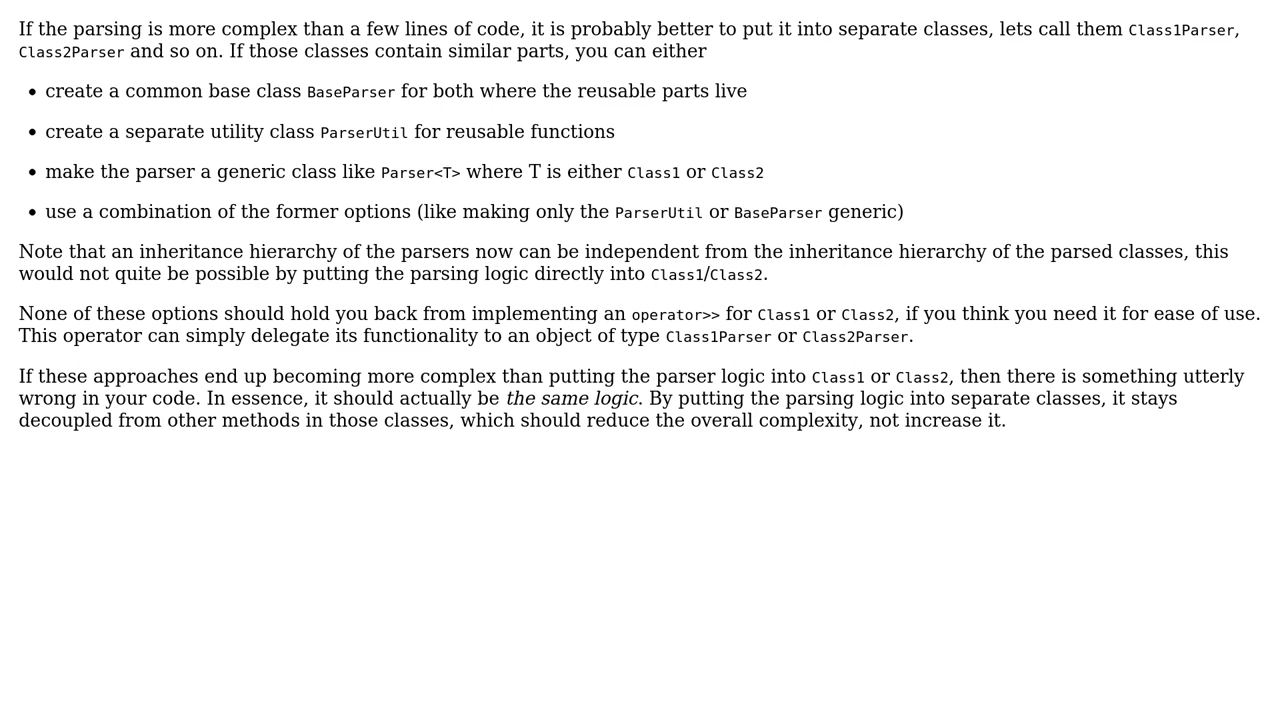 If the parsing is more complex than a few lines of code, it is probably better to put it into separate classes, lets call them Class1Parser,
Class2Parser and so on. If those classes contain similar parts, you can either
• create a common base class BaseParser for both where the reusable parts live
• create a separate utility class ParserUtil for reusable functions
• make the parser a generic class like Parser<T> where T is either Class1 or Class2
• use a combination of the former options (like making only the ParserUtil or BaseParser generic)
Note that an inheritance hierarchy of the parsers now can be independent from the inheritance hierarchy of the parsed classes, this
would not quite be possible by putting the parsing logic directly into Class1/Class2.
None of these options should hold you back from implementing an operator>> for Class1 or Class2, if you think you need it for ease of use.
This operator can simply delegate its functionality to an object of type Class1Parser or Class2Parser.
If these approaches end up becoming more complex than putting the parser logic into Class1 or Class2, then there is something utterly
wrong in your code. In essence, it should actually be the same logic. By putting the parsing logic into separate classes, it stays
decoupled from other methods in those classes, which should reduce the overall complexity, not increase it.